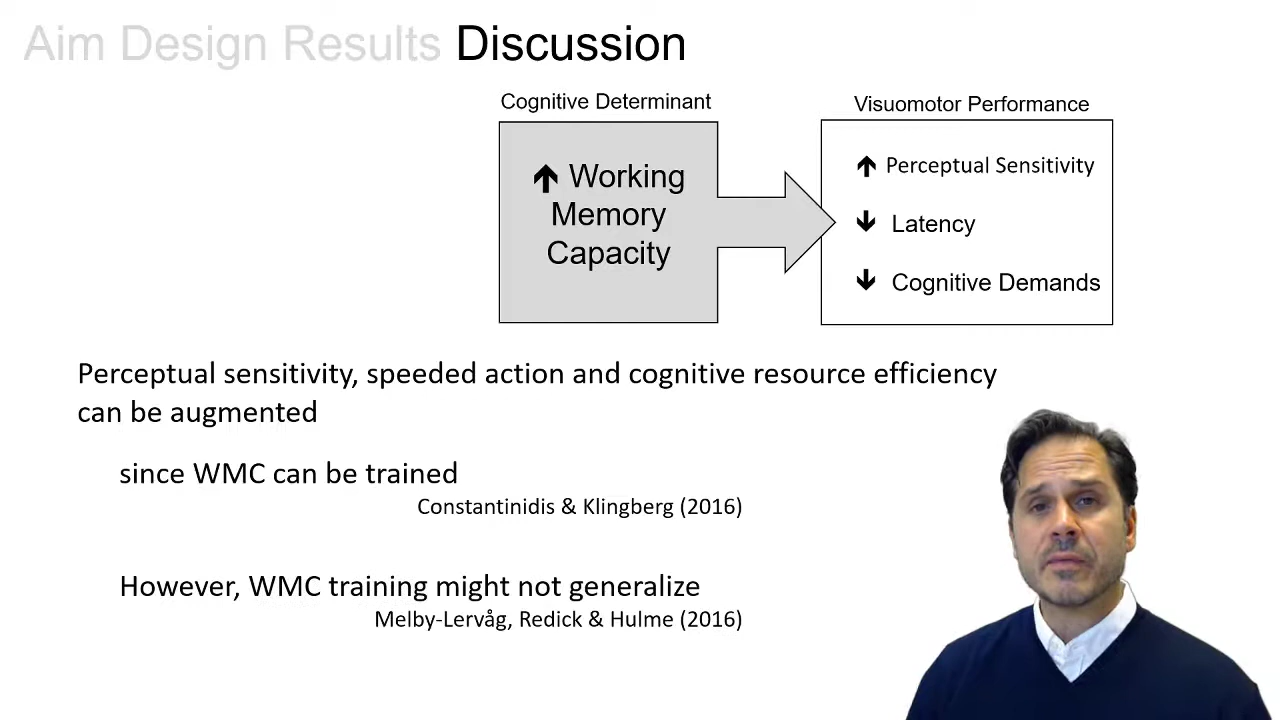 Aim Design Results Discussion
Cognitive Determinant
Visuomotor Performance
Working
Memory
Capacity
Perceptual Sensitivity
Latency
Cognitive Demands
Perceptual sensitivity, speeded action and cognitive resource efficiency
can be augmented
since WMC can be trained
Constantinidis & Klingberg (2016)
However, WMC training might not generalize
Melby-Lervåg, Redick & Hulme (2016)